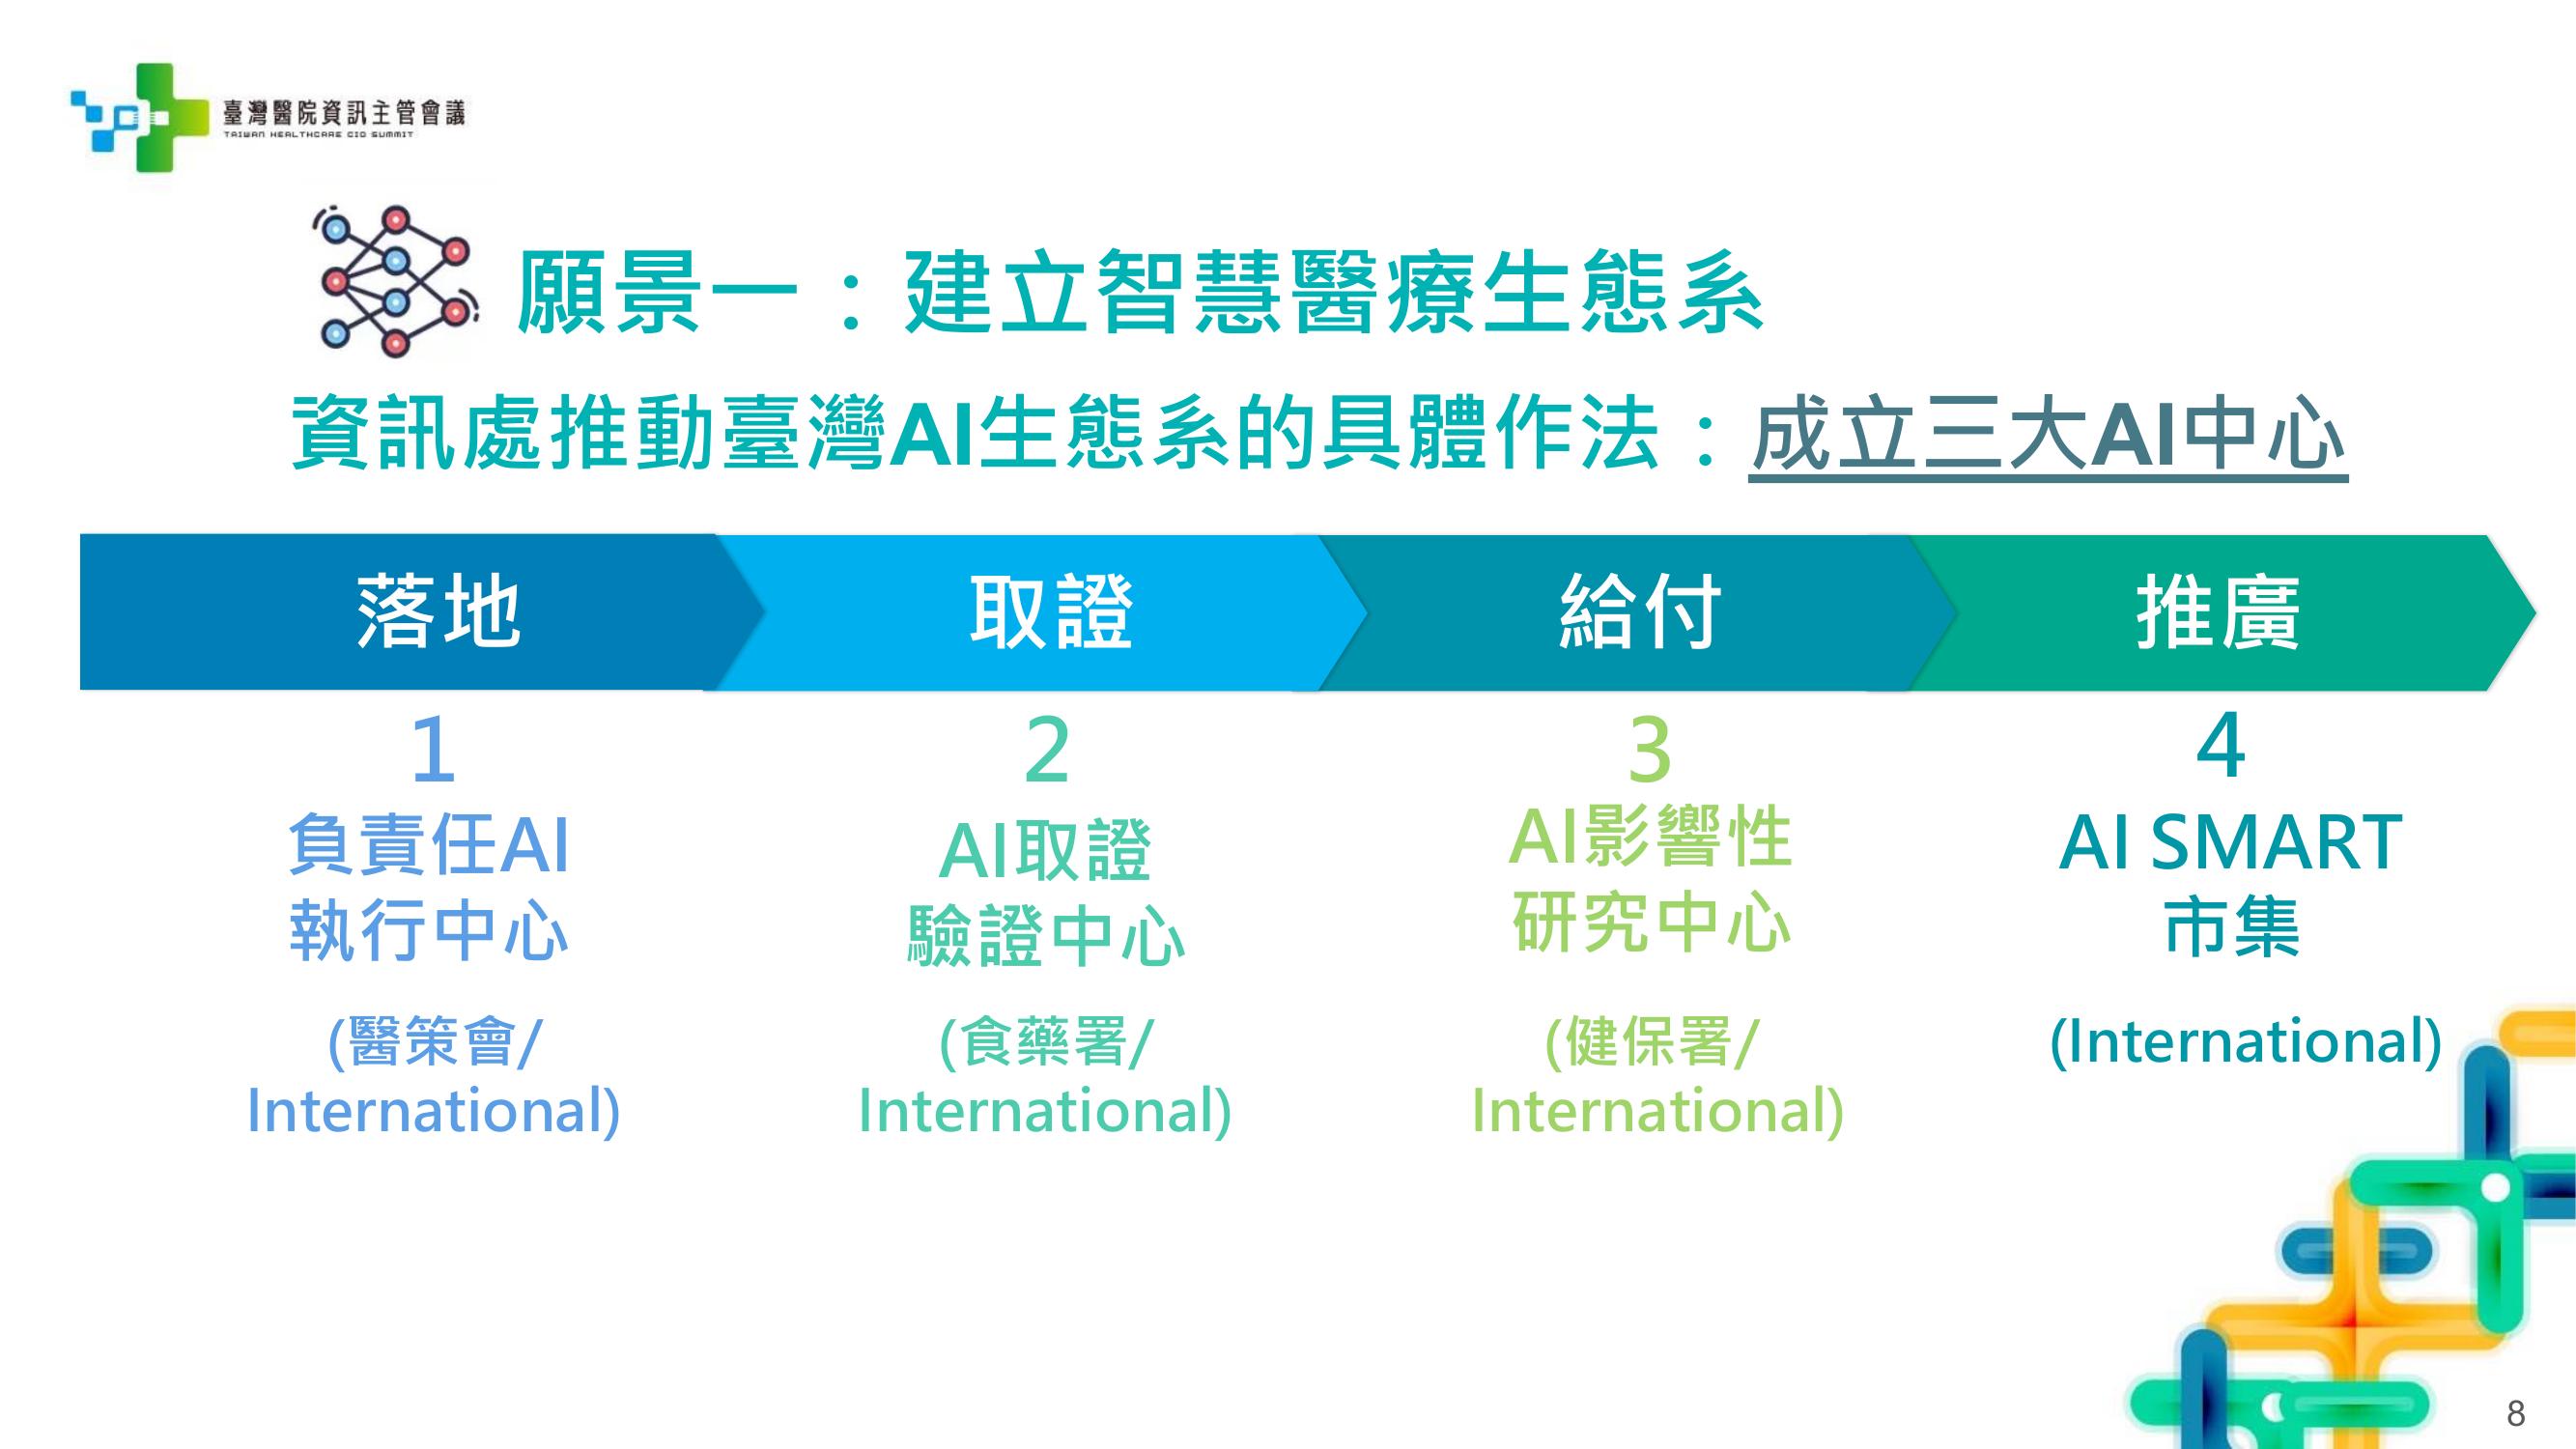 臺灣醫院資訊主管會議
TAIWAN HEALTHCARE CIO SUMMIT
願景一：建立智慧醫療生態系
資訊處推動臺灣AI生態系的具體作法：成立三大AI中心
落地
取證
給付
推廣
1
負責任AI
執行中心
(醫策會/
International)
2
AI取證
驗證中心
(食藥署/
International)
3
AI影響性
研究中心
(健保署/
International)
4
AI SMART
市集
(International)
8